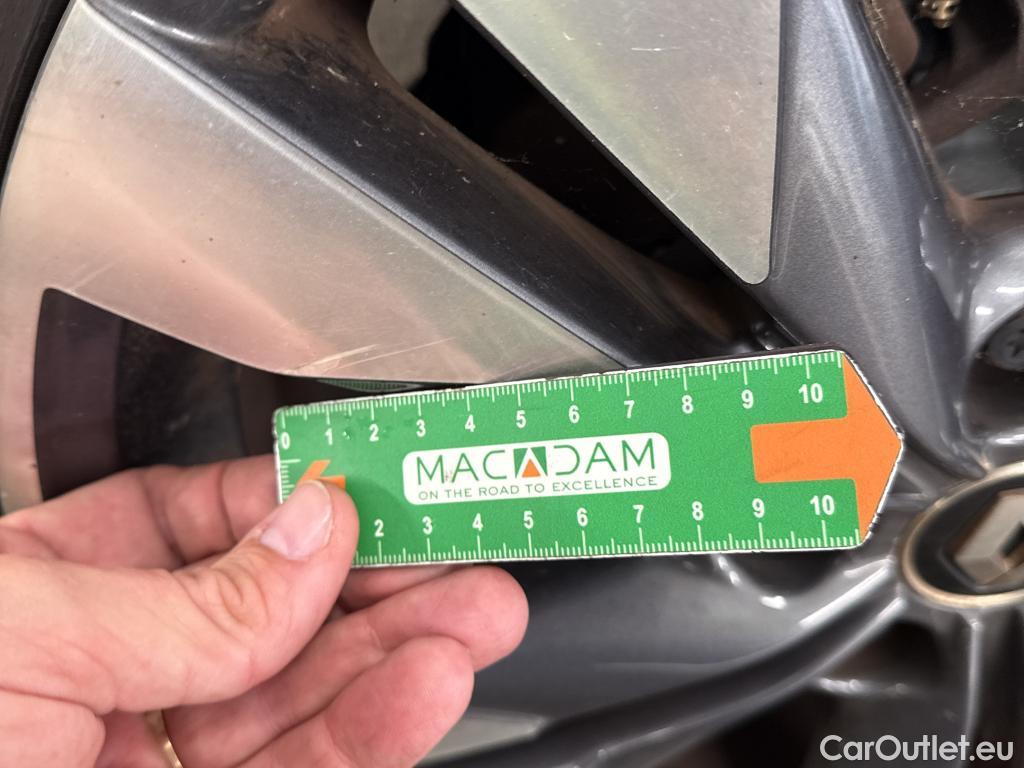 0 1 2 3 4 5 6 7 8 9 10
MACADAM
ON THE ROAD TO EXCELLENCE
2 3 4 5 6 7 8 9 10
CarOutlet.eu